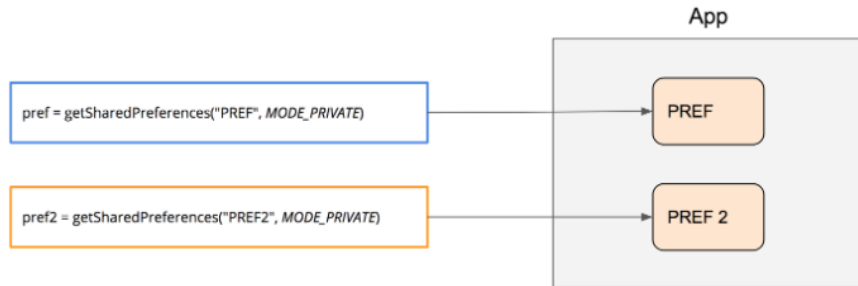 App
pref = getSharedPreferences("PREF", MODE_PRIVATE)
PREF
pref2 = getSharedPreferences("PREF2", MODE_PRIVATE)
PREF 2